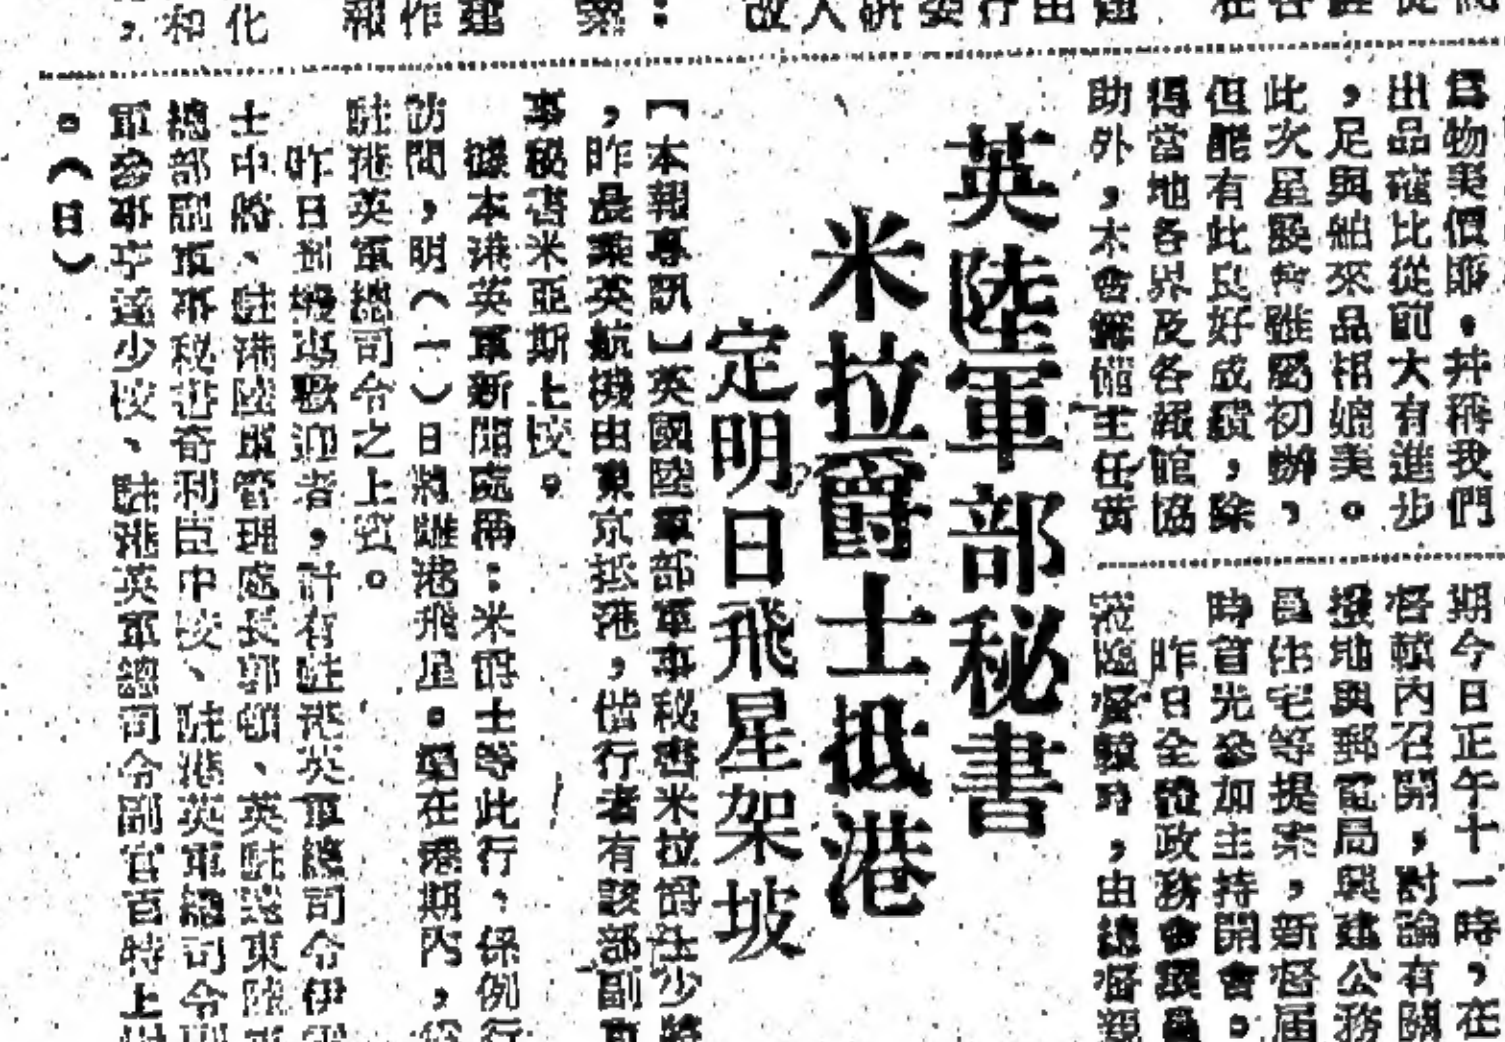 爲物美價廉。幷稱我們
出品確比從前大有進步
，足與舶來品相媲美。
此次星展會雖屬初辦，
但能有此良好成績，除
得當地各界及各報館協
助外，本會籌備主任黃
期今日正午十一時，在
督轅內召開，對論有關
撥地與郵電局與建公務
員住宅等提案，新督屆
時首光參加主持開會。
昨日全體政務會議員
蒞臨督轅時，由總督親
英陸軍部秘書
米拉爵士抵港
定明日飛星架坡
【本報專訊】英國陸軍部軍事秘書米拉爵士少將
，昨晨乘英航機由東京抵港，偕行者有該部副軍
事秘書米亞斯上校。
據本港英軍新聞處稱：米爵士等此行，係例行
訪問，明（一）日將離港飛星。渠在港期內，
駐港英軍總司令之上賓。
昨日到機塲歡迎者，計有駐港英軍總司令伊
士中將、駐港陸軍管理處長郭頓、英駐遠東陸軍
總部副軍事秘書奇利臣中校、駐港英軍總司令副
軍參事亨達少校、駐港英軍總司令副官百時上尉
。（日）